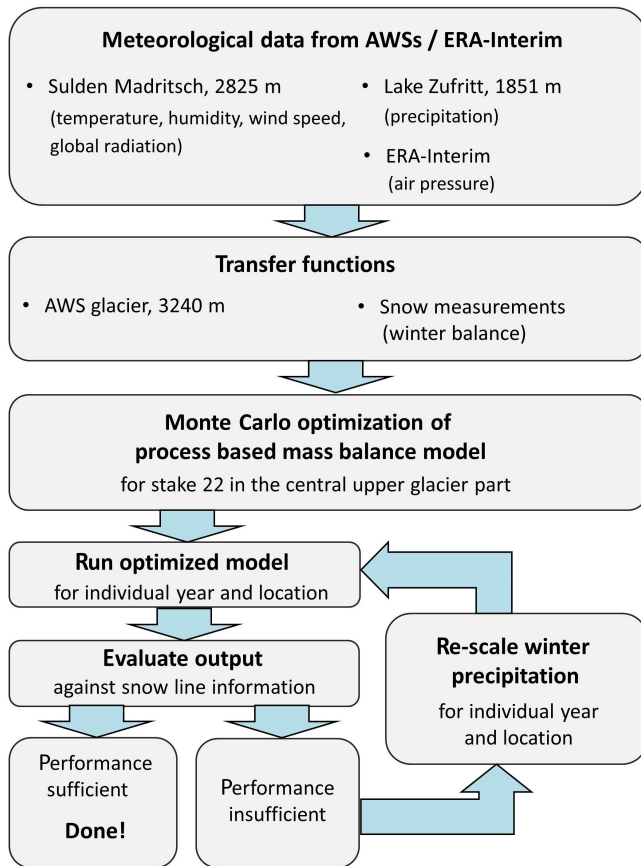 Meteorological data from AWSs / ERA-Interim
• Sulden Madritsch, 2825 m
(temperature, humidity, wind speed,
global radiation)
• Lake Zufritt, 1851 m
(precipitation)
• ERA-Interim
(air pressure)
Transfer functions
• AWS glacier, 3240 m
• Snow measurements
(winter balance)
Monte Carlo optimization of
process based mass balance model
for stake 22 in the central upper glacier part
Run optimized model
for individual year and location
Evaluate output
against snow line information
Performance
sufficient
Done!
Performance
insufficient
Re-scale winter
precipitation
for individual year
and location